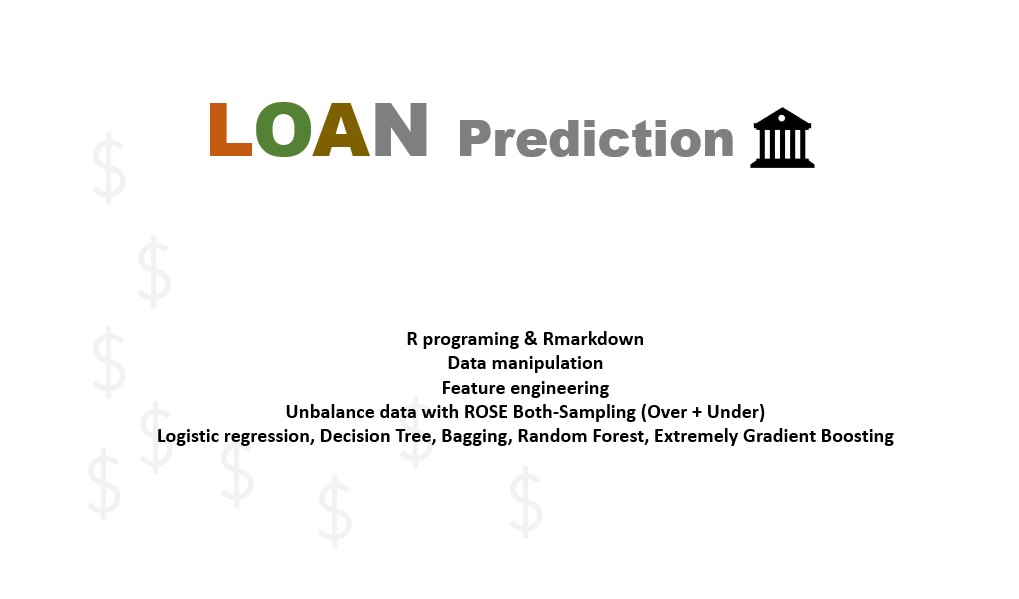 LOAN Prediction
R programing & Rmarkdown
Data manipulation
Feature engineering
Unbalance data with ROSE Both-Sampling (Over + Under)
Logistic regression, Decision Tree, Bagging, Random Forest, Extremely Gradient Boosting